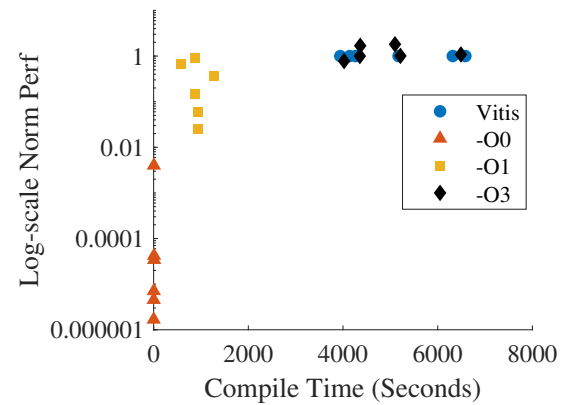 Log-scale Norm Perf
1
0.01
0.0001
0.000001
Vitis
-O0
-O1
-O3
0 2000 4000 6000 8000
Compile Time (Seconds)